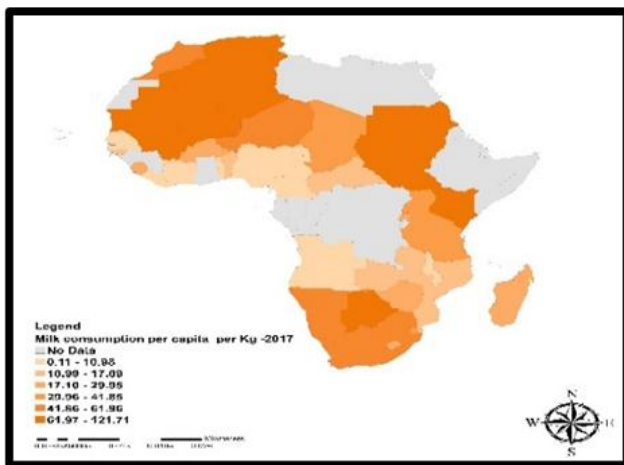 Legend
Milk consumption per capita per Kg -2017
No Data
0.11 - 10.98
10.99 - 17.09
17.10 - 29.95
29.96 - 41.85
41.86 - 61.96
61.97 - 121.71
N
W
E
S